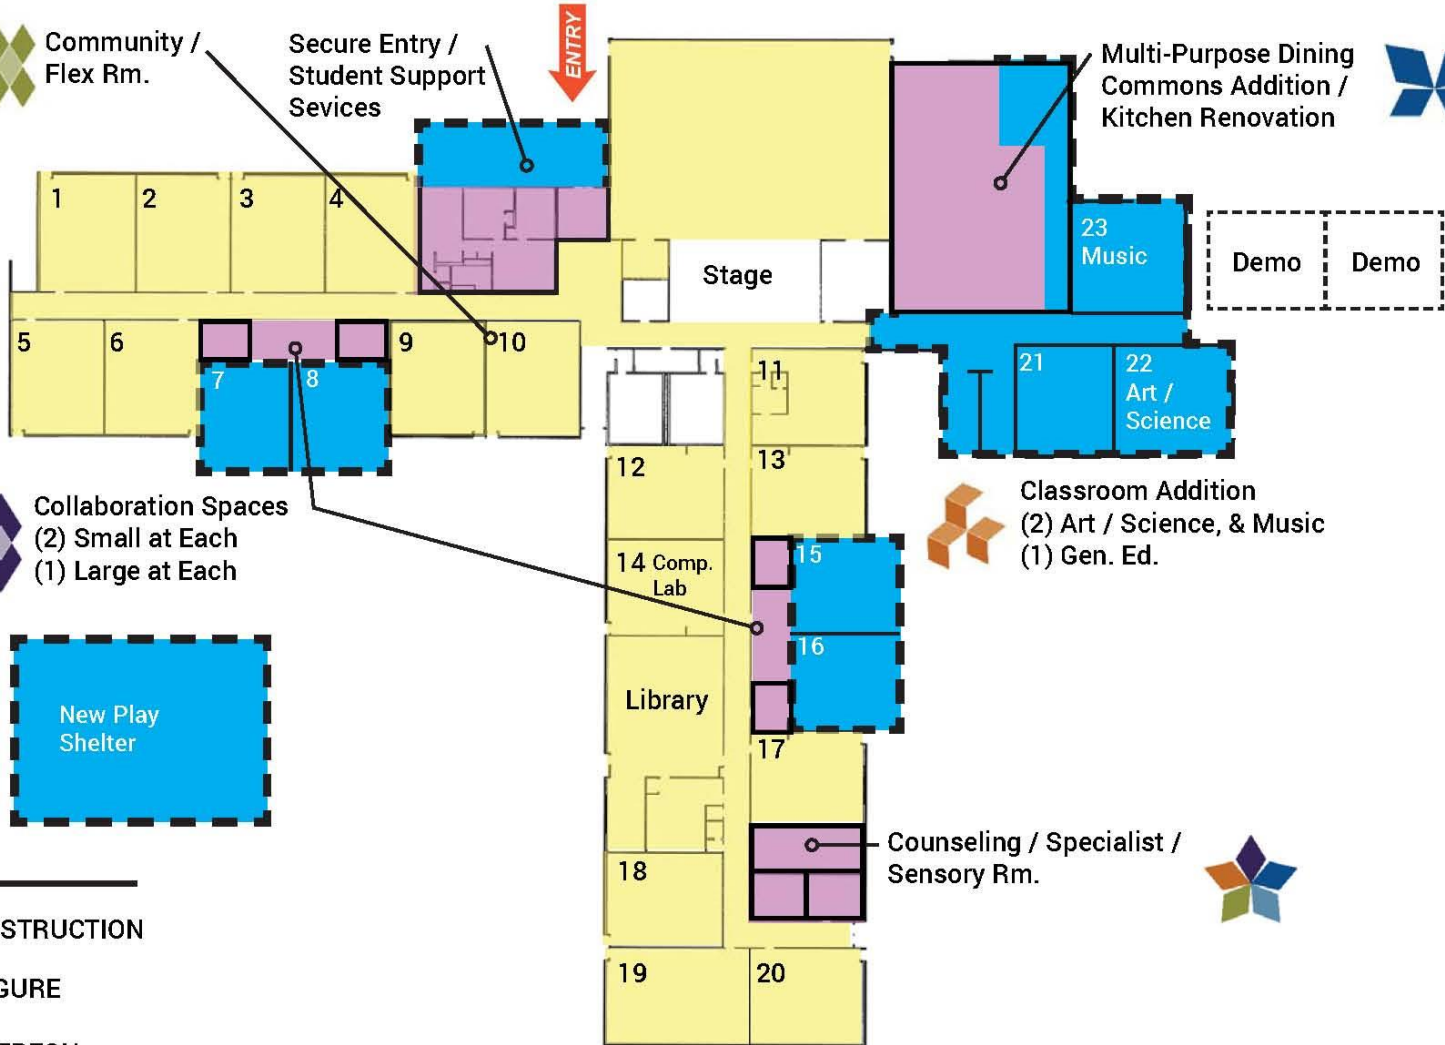 Community /
Flex Rm.
Secure Entry /
Student Support
Sevices
ENTRY
Multi-Purpose Dining
Commons Addition /
Kitchen Renovation
1
2
3
4
23
Music
Demo
Demo
Stage
5
6
7
8
9
10
11
21
22
Art /
Science
12
13
Collaboration Spaces
(2) Small at Each
(1) Large at Each
Classroom Addition
(2) Art / Science, & Music
(1) Gen. Ed.
14 Comp.
Lab
15
16
Library
17
New Play
Shelter
Counseling / Specialist /
Sensory Rm.
18
19
20
STRUCTION
GURE